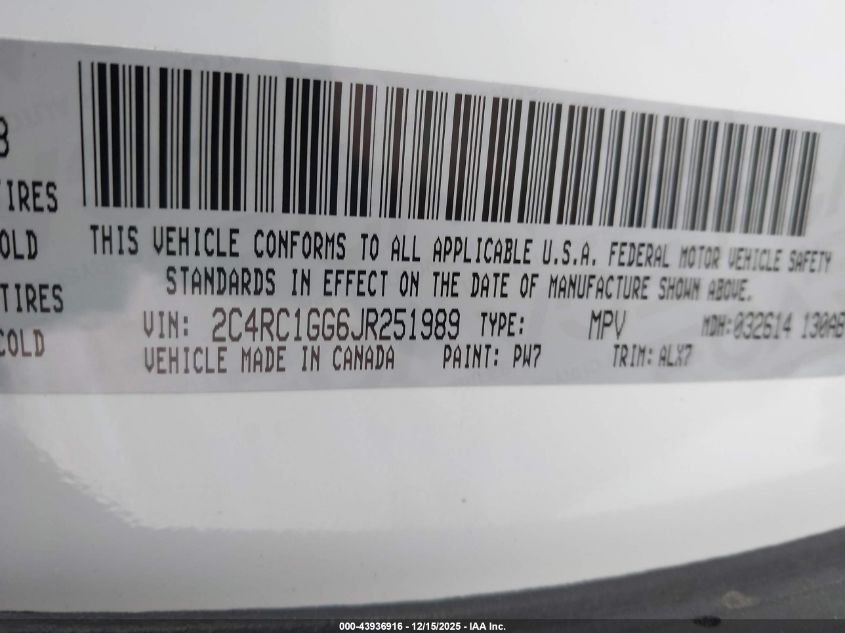 3
TIRES
COLD
TIRES
COLD
THIS VEHICLE CONFORMS TO ALL APPLICABLE U.S.A. FEDERAL MOTOR VEHICLE SAFETY
STANDARDS IN EFFECT ON THE DATE OF MANUFACTURE SHOWN ABOVE.
VIN: 2C4RC1GG6JR251989 TYPE: MPV MDH:032614 130AB
VEHICLE MADE IN CANADA PAINT: PW7 TRIM: ALX7
000-43936916 - 12/15/2025 - IAA Inc.